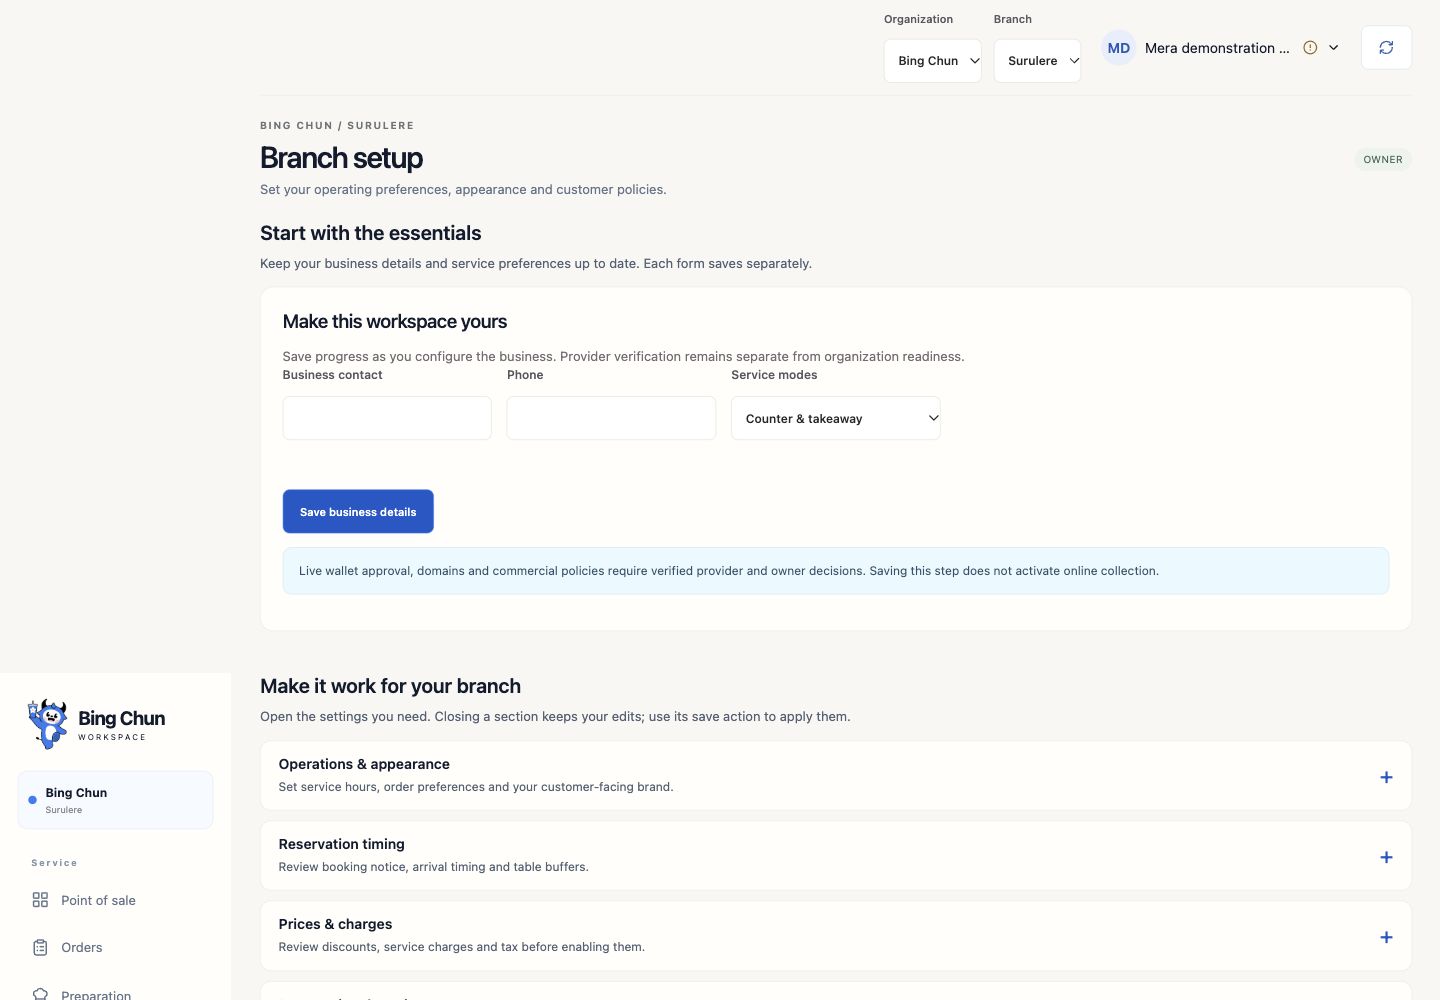 Organization
Branch
Bing Chun
Surulere
MD
Mera demonstration ...
BING CHUN / SURULERE
Branch setup
OWNER
Set your operating preferences, appearance and customer policies.
Start with the essentials
Keep your business details and service preferences up to date. Each form saves separately.
Make this workspace yours
Save progress as you configure the business. Provider verification remains separate from organization readiness.
Business contact
Phone
Service modes
Counter & takeaway
Save business details
Live wallet approval, domains and commercial policies require verified provider and owner decisions. Saving this step does not activate online collection.
Make it work for your branch
Open the settings you need. Closing a section keeps your edits; use its save action to apply them.
Operations & appearance
Set service hours, order preferences and your customer-facing brand.
Reservation timing
Review booking notice, arrival timing and table buffers.
Prices & charges
Review discounts, service charges and tax before enabling them.
Bing Chun
WORKSPACE
Bing Chun
Surulere
Service
Point of sale
Orders
Preparation